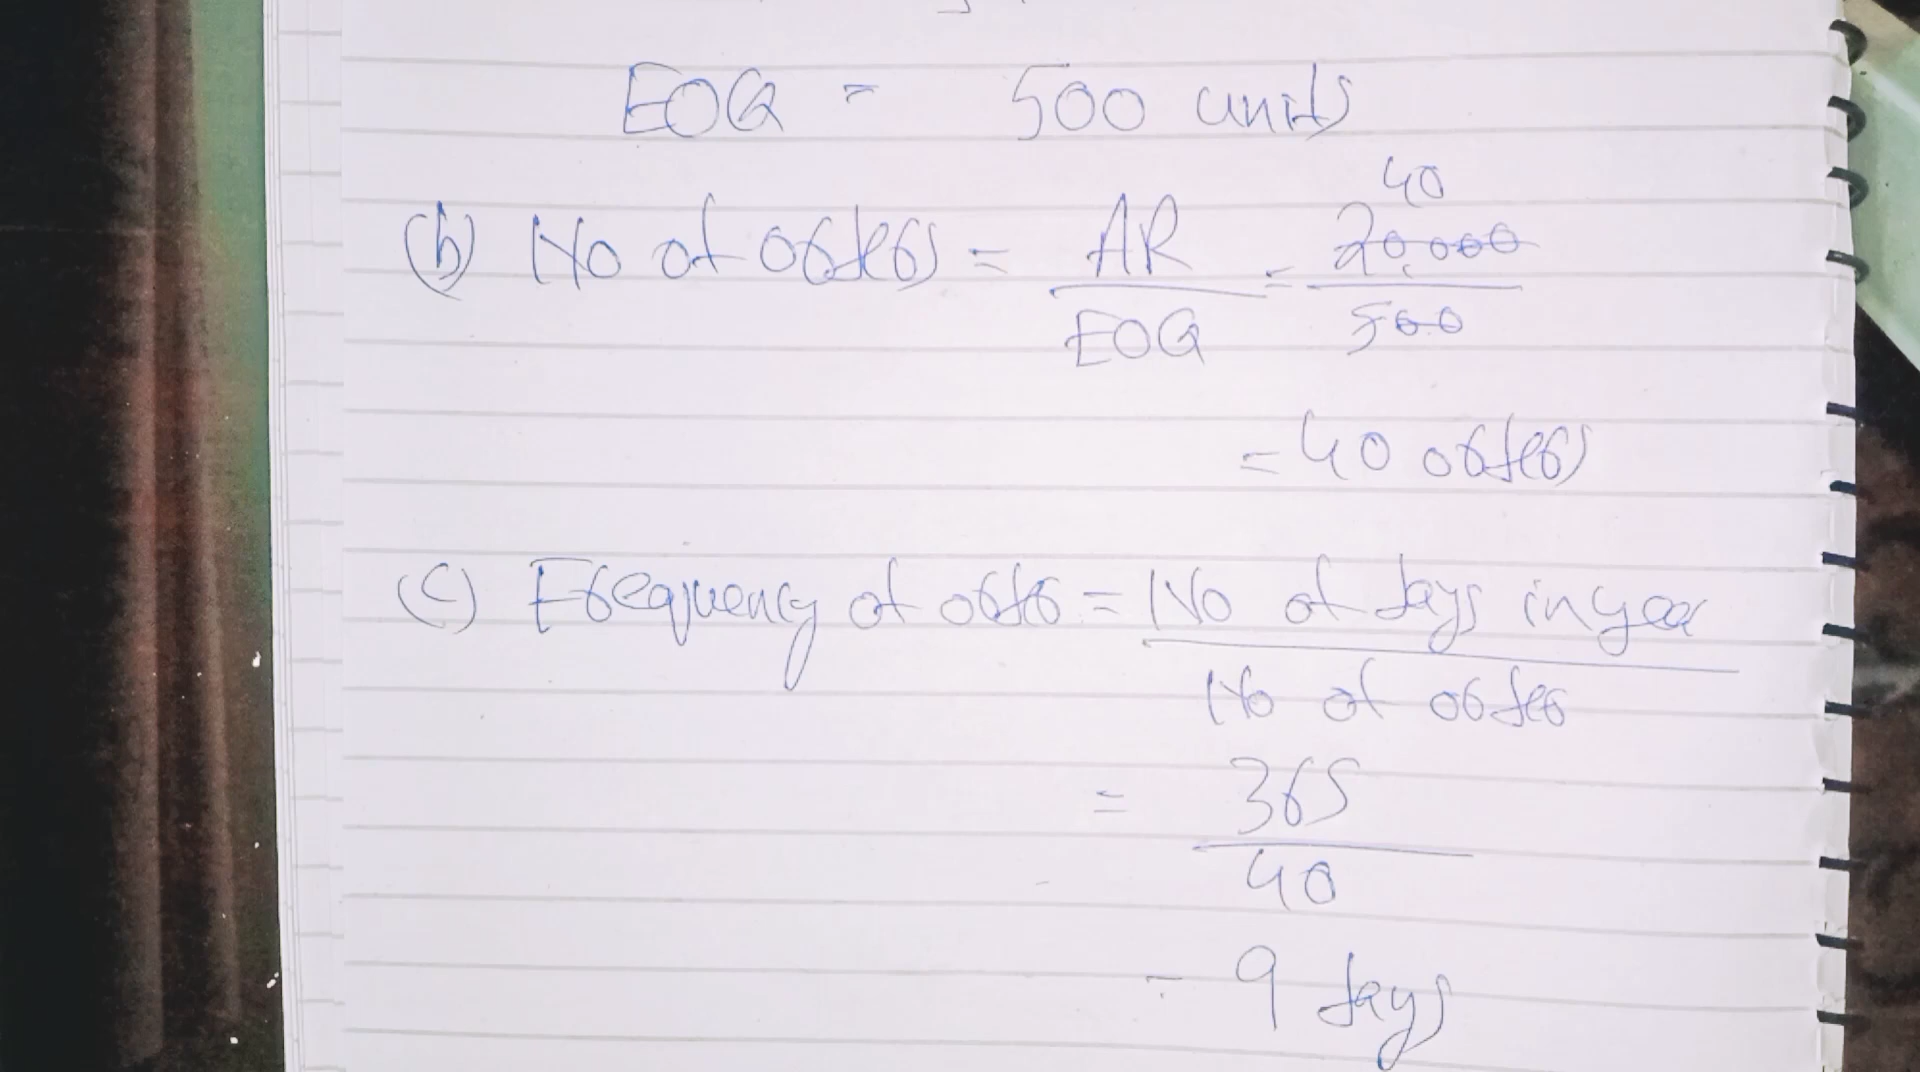 EOQ = 500 units
40
(b) No of orders = AR = 20,000
EOQ 500
= 40 orders
(c) Frequency of order = No of days in year
No of order
= 365
40
= 9 days